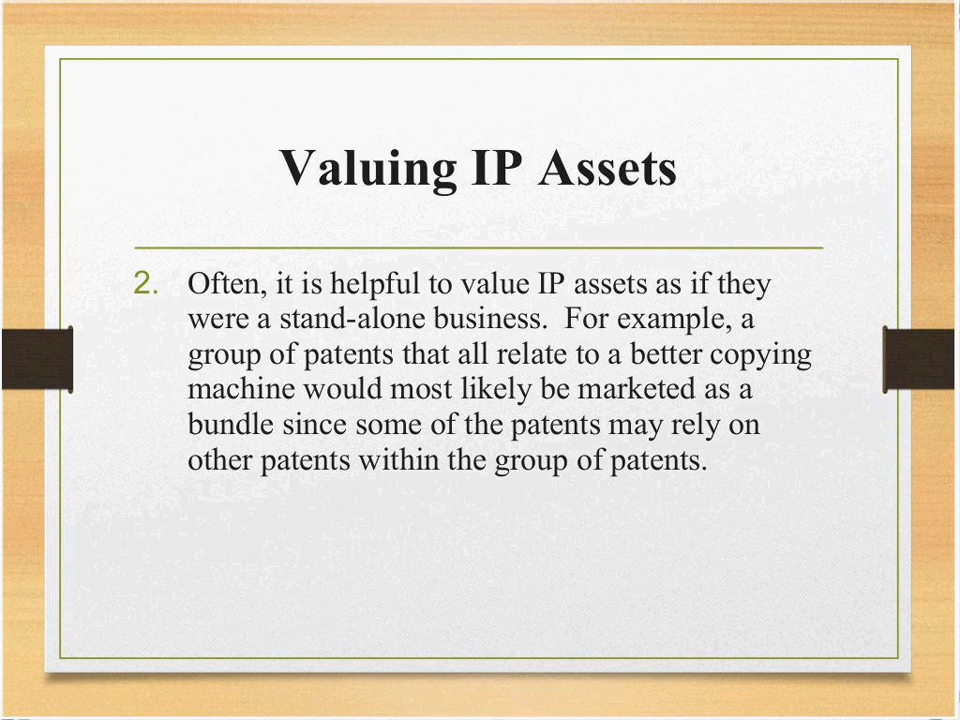 Valuing IP Assets
2. Often, it is helpful to value IP assets as if they
were a stand-alone business.  For example, a
group of patents that all relate to a better copying
machine would most likely be marketed as a
bundle since some of the patents may rely on
other patents within the group of patents.